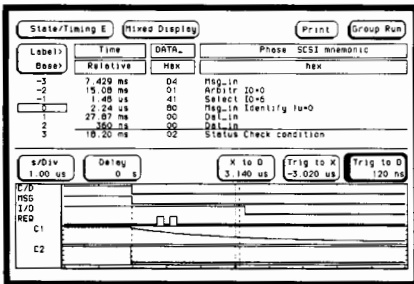 State/Timing E Mixed Display Print Group Run
Label> Time DATA_ Phase SCSI mnemonic
Base> Relative Hex hex
-3 7.429 ms 04 Msg_in
-2 15.08 ms 01 Arbitr IO=0
-1 1.48 us 41 Select IO=6
0 2.24 us 80 Msg_in Identify lu=0
1 27.87 ms 00 Dat_in
2 360 ns 00 Dat_in
3 18.20 ms 02 Status Check condition
s/Div Delay X to O Trig to X Trig to O
1.00 us 0 s 3.140 us -3.020 us 120 ns
C/D
MSG
I/O
REQ
C1
C2